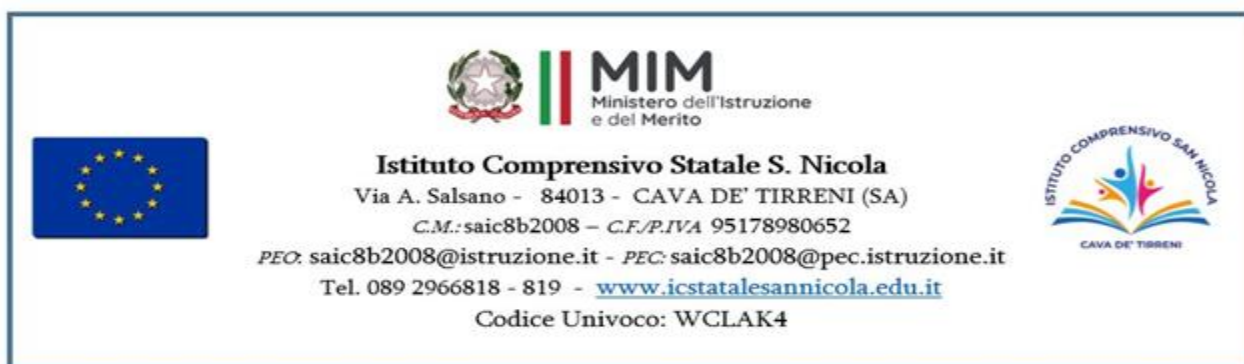 MIM
Ministero dell'Istruzione
e del Merito
Istituto Comprensivo Statale S. Nicola
Via A. Salsano - 84013 - CAVA DE' TIRRENI (SA)
C.M.: saic8b2008 – C.F./P.IVA 95178980652
PEO: saic8b2008@istruzione.it - PEC: saic8b2008@pec.istruzione.it
Tel. 089 2966818 - 819 - www.icstatalesannicola.edu.it
Codice Univoco: WCLAK4
ISTITUTO COMPRENSIVO SAN NICOLA
CAVA DE' TIRRENI